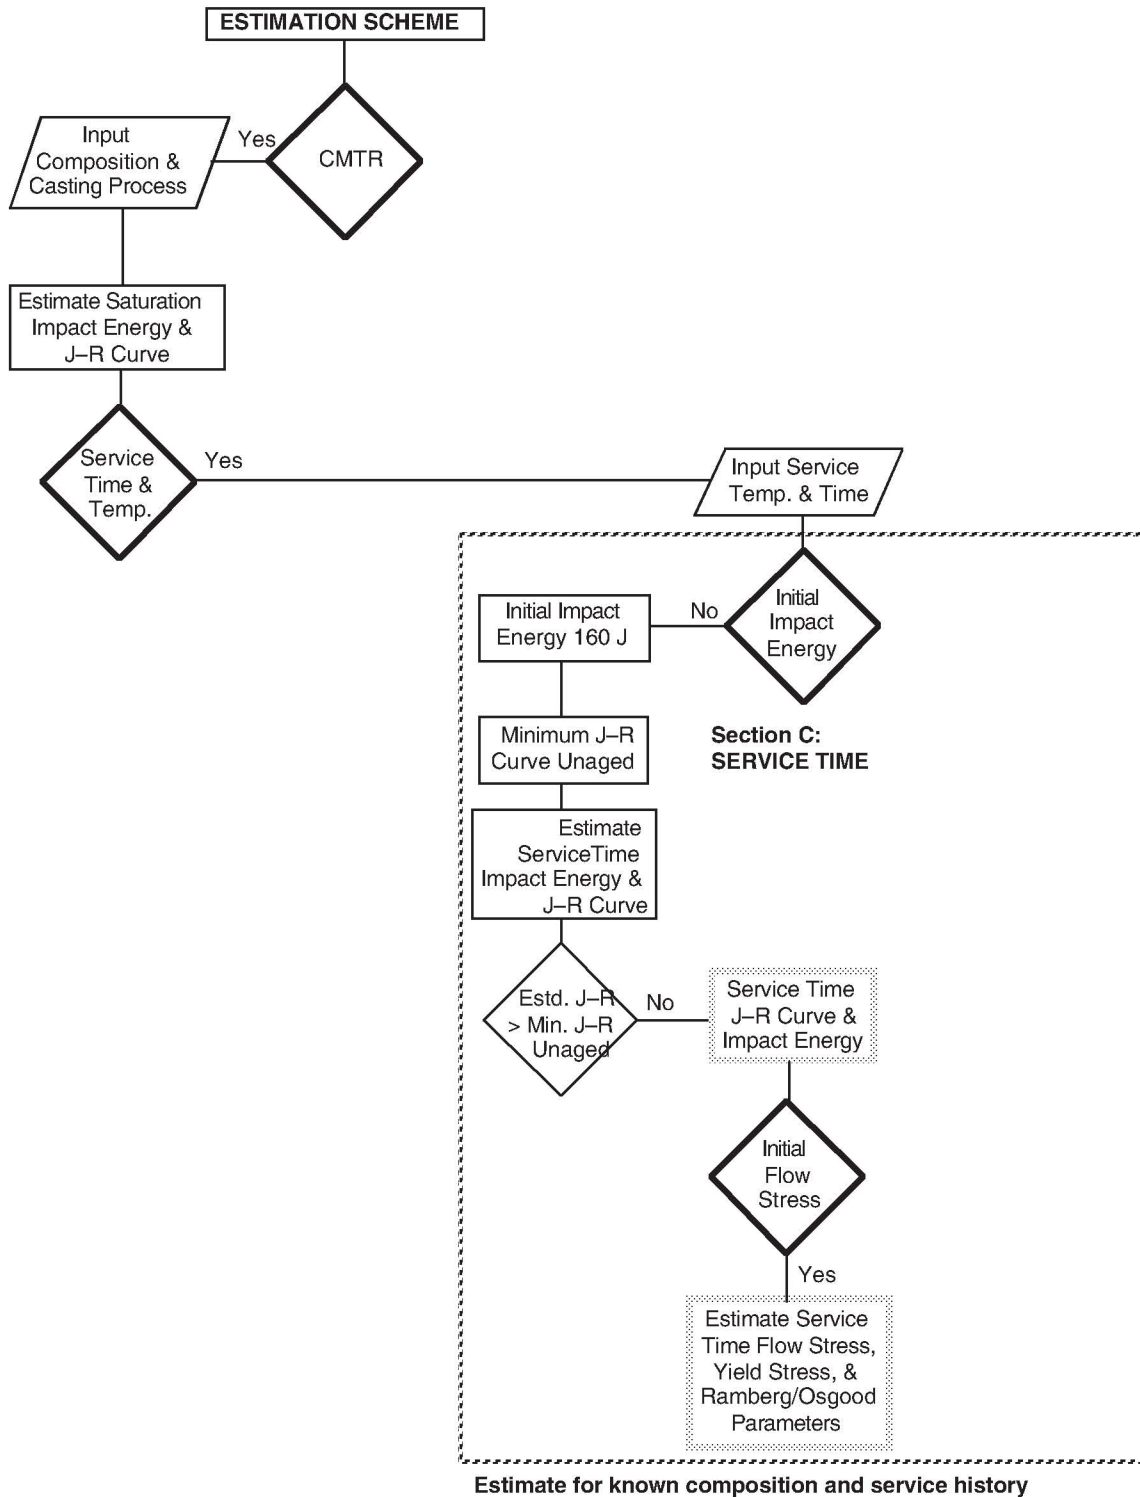 ESTIMATION SCHEME
CMTR
Yes
Input
Composition &
Casting Process
Estimate Saturation
Impact Energy &
J–R Curve
Service
Time &
Temp.
Yes
Input Service
Temp. & Time
Initial
Impact
Energy
No
Initial Impact
Energy 160 J
Section C:
SERVICE TIME
Minimum J–R
Curve Unaged
Estimate
ServiceTime
Impact Energy &
J–R Curve
Estd. J–R
> Min. J–R
Unaged
No
Service Time
J–R Curve &
Impact Energy
Initial
Flow
Stress
Yes
Estimate Service
Time Flow Stress,
Yield Stress, &
Ramberg/Osgood
Parameters
Estimate for known composition and service history